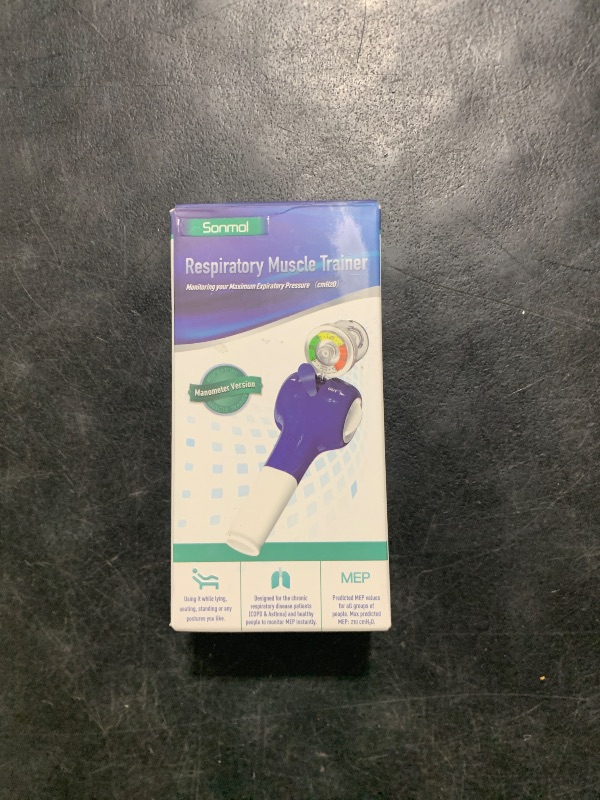 Sonmol
Respiratory Muscle Trainer
Monitoring your Maximum Expiratory Pressure (cmH2O)
Manometer Version
Using it while lying,
seating, standing or any
postures you like.
Designed for the chronic
respiratory disease patients
(COPD & Asthma) and healthy
people to monitor MEP instantly.
MEP
Predicted MEP values
for all groups of
people. Max predicted
MEP: 230 cmH₂O.